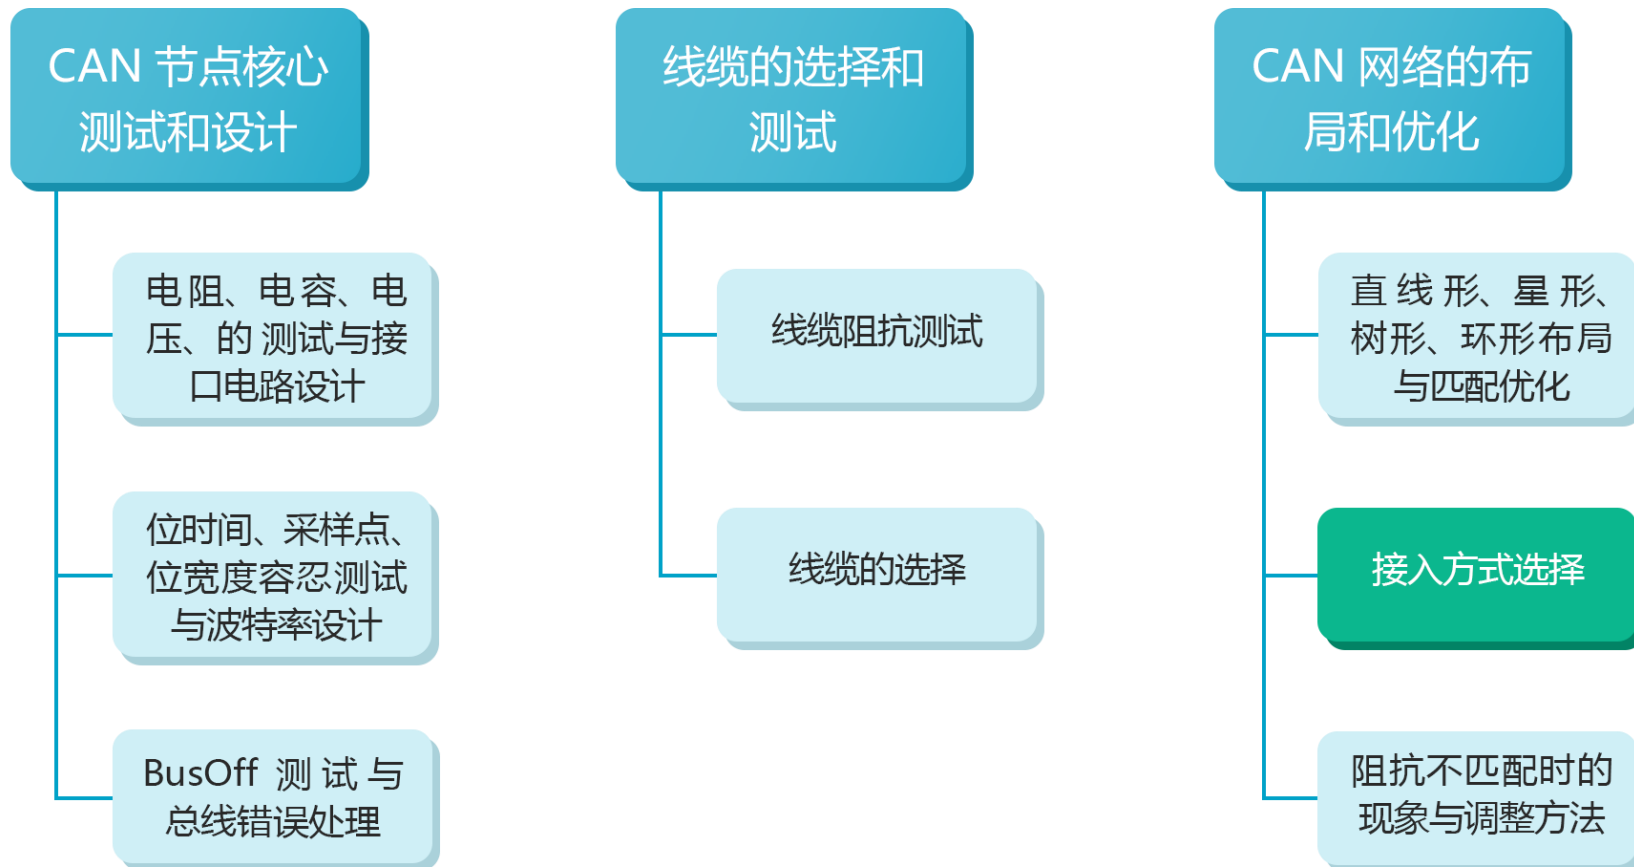 CAN 节点核心
测试和设计
电阻、电容、电
压、的 测试与接
口电路设计
位时间、采样点、
位宽度容忍测试
与波特率设计
BusOff 测试与
总线错误处理
线缆的选择和
测试
线缆阻抗测试
线缆的选择
CAN 网络的布
局和优化
直线形、星形、
树形、环形布局
与匹配优化
接入方式选择
阻抗不匹配时的
现象与调整方法